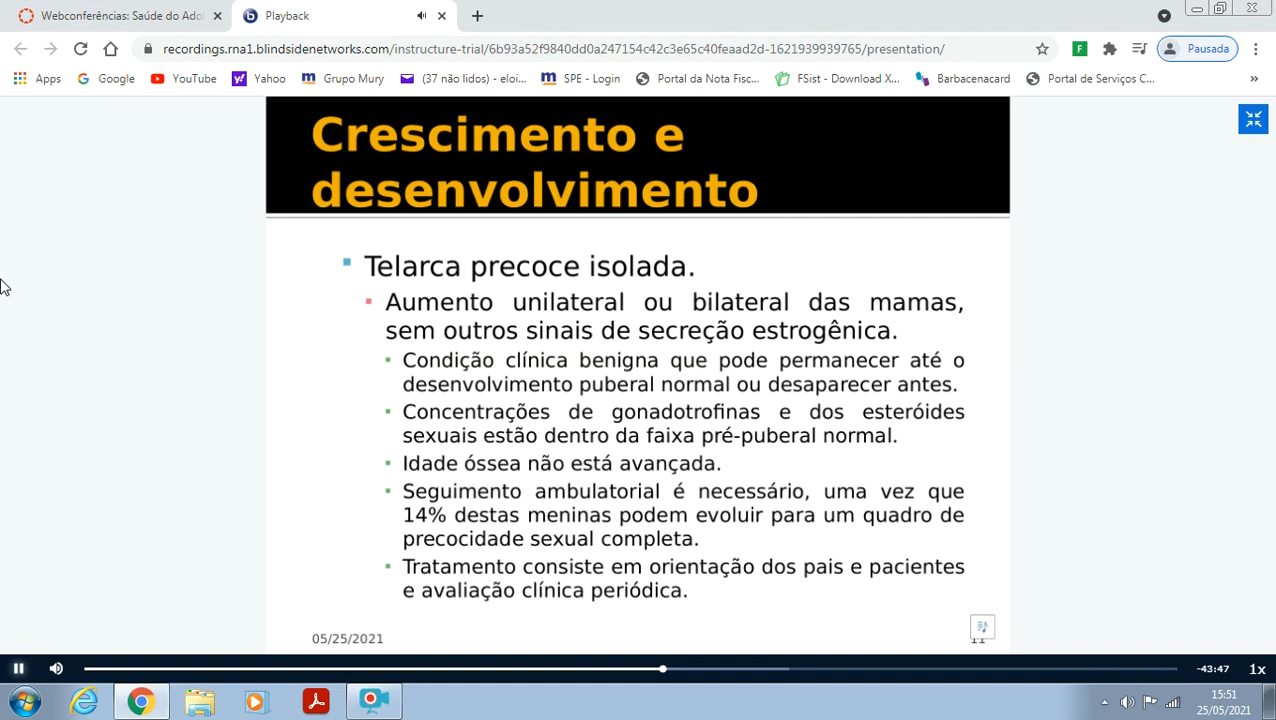 Webconferências: Saúde do Ado
Playback
recordings.rna1.blindsidenetworks.com/instructure-trial/6b93a52f9840dd0a247154c42c3e65c40feaad2d-1621939939765/presentation/
Pausada
Apps
Google
YouTube
Yahoo
Grupo Mury
(37 não lidos) - eloi...
SPE - Login
Portal da Nota Fisc...
FSist - Download X...
Barbacenacard
Portal de Serviços C...
»
Crescimento e
desenvolvimento
Telarca precoce isolada.
Aumento unilateral ou bilateral das mamas,
sem outros sinais de secreção estrogênica.
Condição clínica benigna que pode permanecer até o
desenvolvimento puberal normal ou desaparecer antes.
Concentrações de gonadotrofinas e dos esteróides
sexuais estão dentro da faixa pré-puberal normal.
Idade óssea não está avançada.
Seguimento ambulatorial é necessário, uma vez que
14% destas meninas podem evoluir para um quadro de
precocidade sexual completa.
Tratamento consiste em orientação dos pais e pacientes
e avaliação clínica periódica.
05/25/2021
11
-43:47
1x
15:51
25/05/2021